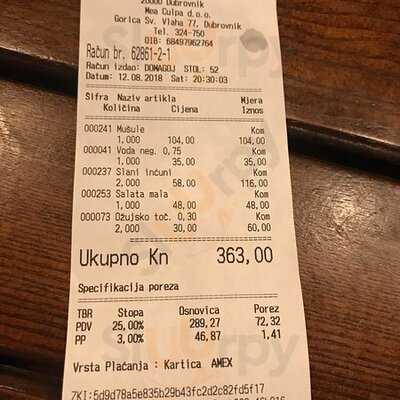 20000 Dubrovnik
Mea Culpa d.o.o.
Gorica Sv. Vlaha 77, Dubrovnik
Tel. 324-750
OIB: 68497962764
Račun br. 62861-2-1
Račun izdao: DOMAGOJ STOL: 52
Datum: 12.08.2018 Sat: 20:30:03
Šifra Naziv artikla Mjera
Količina Cijena Iznos
000241 Mušule Kom
1,000 104,00 104,00
000041 Voda neg. 0,75 Kom
1,000 35,00 35,00
000237 Slani inćuni Kom
2,000 58,00 116,00
000253 Salata mala Kom
1,000 48,00 48,00
000073 Ožujsko toč. 0,30 Kom
2,000 30,00 60,00
Ukupno Kn 363,00
Specifikacija poreza
TBR Stopa Osnovica Porez
PDV 25,00% 289,27 72,32
PP 3,00% 46,87 1,41
Vrsta Plaćanja : Kartica AMEX
ZKI:5d9d78a5e835b29b43fc2d2c82fd5f17